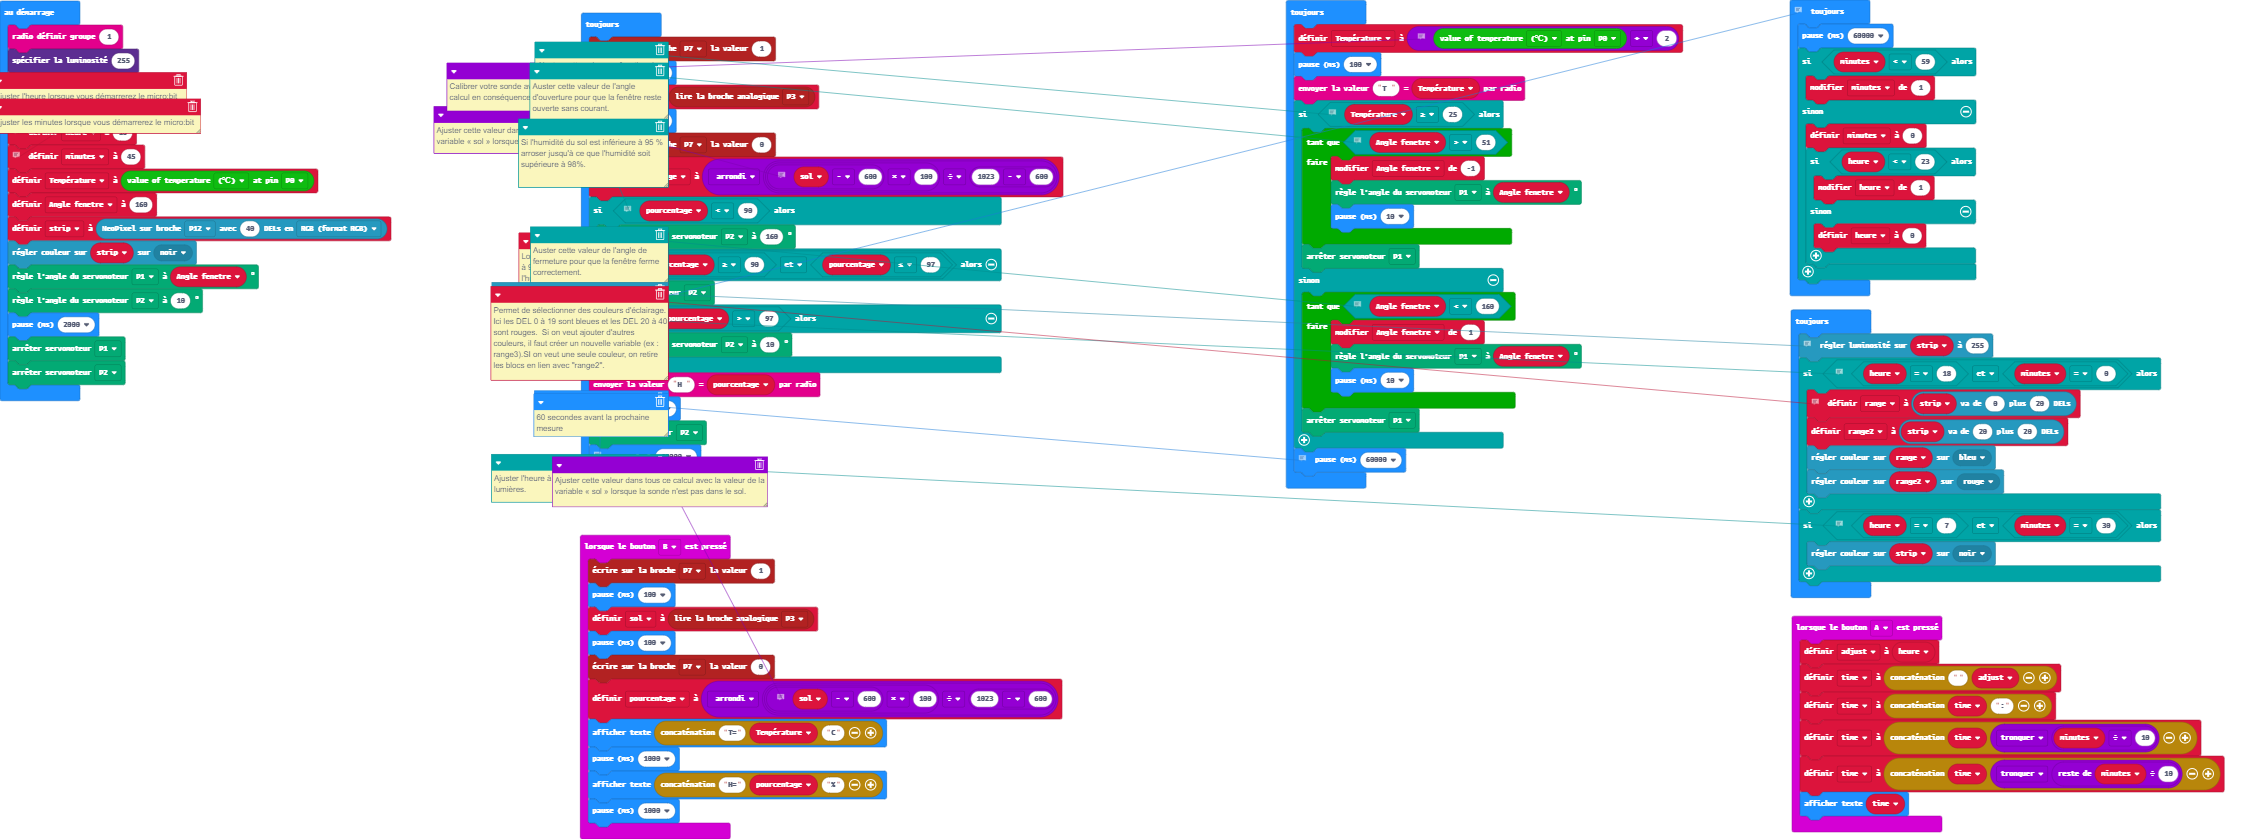 au démarrage
radio définir groupe 1
spécifier la luminosité 255
juster l'heure lorsque vous démarrerez le micro:bit
juster les minutes lorsque vous démarrerez le micro:bit
définir minutes à 45
définir Température à value of temperature (℃) at pin P0
définir Angle fenetre à 160
définir strip à NeoPixel sur broche P12 avec 40 DELs en RGB (format RGB)
régler couleur sur strip sur noir
règle l'angle du servomoteur P1 à Angle fenetre °
règle l'angle du servomoteur P2 à 10 °
pause (ms) 2000
arrêter servomoteur P1
arrêter servomoteur P2
toujours
P7 la valeur 1
Calibrer votre sonde
calcul en conséquence
Auster cette valeur de l'angle
d'ouverture pour que la fenêtre reste
ouverte sans courant.
lire la broche analogique P3
Ajuster cette valeur
variable « sol » lorsque
Si l'humidité du sol est inférieure à 95 %
arroser jusqu'à ce que l'humidité soit
supérieure à 98%.
P7 la valeur 0
à arrondi sol - 600 × 100 ÷ 1023 - 600
si pourcentage < 90 alors
servomoteur P2 à 160 °
Auster cette valeur de l'angle de
fermeture pour que la fenêtre ferme
correctement.
≥ 90 et pourcentage ≤ 97 alors
P2
Permet de sélectionner des couleurs d'éclairage.
Ici les DEL 0 à 19 sont bleues et les DEL 20 à 40
sont rouges. Si on veut ajouter d'autres
couleurs, il faut créer un nouvelle variable (ex :
range3).SI on veut une seule couleur, on retire
les blocs en lien avec "range2".
pourcentage > 97 alors
servomoteur P2 à 10 °
envoyer la valeur "H " = pourcentage par radio
60 secondes avant la prochaine
mesure
P2
Ajuster l'heure à
lumières.
Ajuster cette valeur dans tous ce calcul avec la valeur de la
variable « sol » lorsque la sonde n'est pas dans le sol.
lorsque le bouton B est pressé
écrire sur la broche P7 la valeur 1
pause (ms) 100
définir sol à lire la broche analogique P3
pause (ms) 100
écrire sur la broche P7 la valeur 0
définir pourcentage à arrondi sol - 600 × 100 ÷ 1023 - 600
afficher texte concaténation "T=" Température "C"
pause (ms) 1000
afficher texte concaténation "H=" pourcentage "%"
pause (ms) 1000
toujours
définir Température à value of temperature (℃) at pin P0 + 2
pause (ms) 100
envoyer la valeur "T " = Température par radio
si Température ≥ 25 alors
tant que Angle fenetre > 51
faire modifier Angle fenetre de -1
règle l'angle du servomoteur P1 à Angle fenetre °
pause (ms) 10
arrêter servomoteur P1
sinon
tant que Angle fenetre < 160
faire modifier Angle fenetre de 1
règle l'angle du servomoteur P1 à Angle fenetre °
pause (ms) 10
arrêter servomoteur P1
pause (ms) 60000
toujours
pause (ms) 60000
si minutes < 59 alors
modifier minutes de 1
sinon
définir minutes à 0
si heure < 23 alors
modifier heure de 1
sinon
définir heure à 0
toujours
régler luminosité sur strip à 255
si heure = 18 et minutes = 0 alors
définir range à strip va de 0 plus 20 DELs
définir range2 à strip va de 20 plus 20 DELs
régler couleur sur range sur bleu
régler couleur sur range2 sur rouge
si heure = 7 et minutes = 30 alors
régler couleur sur strip sur noir
lorsque le bouton A est pressé
définir adjust à heure
définir time à concaténation "" adjust
définir time à concaténation time ":"
définir time à concaténation time tronquer minutes ÷ 10
définir time à concaténation time tronquer reste de minutes ÷ 10
afficher texte time